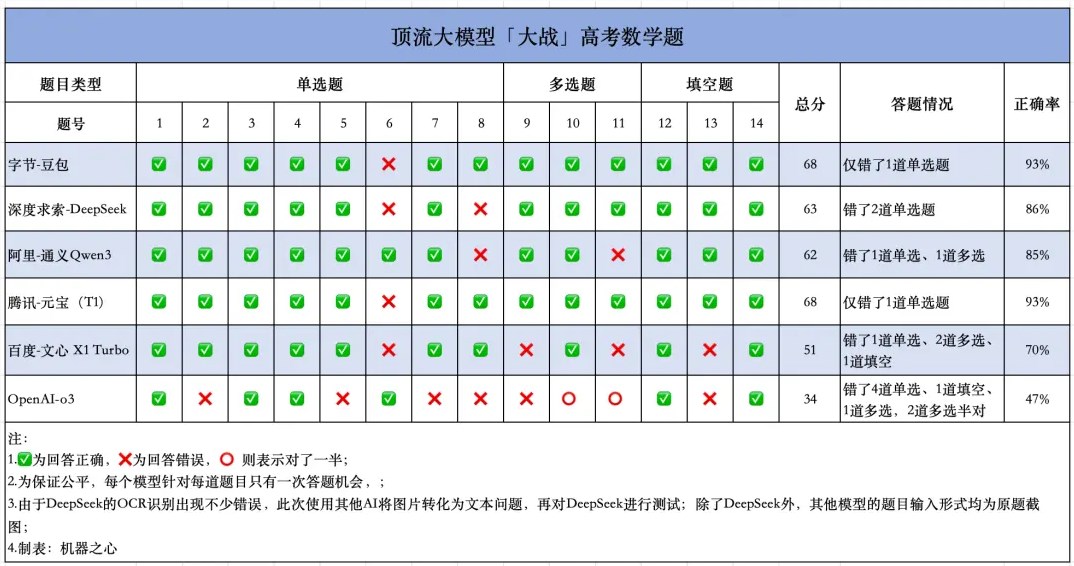 顶流大模型「大战」高考数学题
题目类型 单选题 多选题 填空题 总分 答题情况 正确率
题号 1 2 3 4 5 6 7 8 9 10 11 12 13 14
字节-豆包 ✅ ✅ ✅ ✅ ✅ ❌ ✅ ✅ ✅ ✅ ✅ ✅ ✅ ✅ 68 仅错了1道单选题 93%
深度求索-DeepSeek ✅ ✅ ✅ ✅ ✅ ❌ ✅ ❌ ✅ ✅ ✅ ✅ ✅ ✅ 63 错了2道单选题 86%
阿里-通义Qwen3 ✅ ✅ ✅ ✅ ✅ ✅ ✅ ❌ ✅ ✅ ❌ ✅ ✅ ✅ 62 错了1道单选、1道多选 85%
腾讯-元宝（T1） ✅ ✅ ✅ ✅ ✅ ❌ ✅ ✅ ✅ ✅ ✅ ✅ ✅ ✅ 68 仅错了1道单选题 93%
百度-文心 X1 Turbo ✅ ✅ ✅ ✅ ✅ ❌ ✅ ✅ ❌ ✅ ❌ ✅ ❌ ✅ 51 错了1道单选、2道多选、
1道填空 70%
OpenAI-o3 ✅ ❌ ✅ ✅ ❌ ✅ ❌ ❌ ❌ ⭕ ⭕ ✅ ❌ ✅ 34 错了4道单选、1道填空、
1道多选，2道多选半对 47%
注：
1.✅为回答正确，❌为回答错误，⭕ 则表示对了一半；
2.为保证公平，每个模型针对每道题目只有一次答题机会，；
3.由于DeepSeek的OCR识别出现不少错误，此次使用其他AI将图片转化为文本问题，再对DeepSeek进行测试；除了DeepSeek外，其他模型的题目输入形式均为原题截
图；
4.制表：机器之心